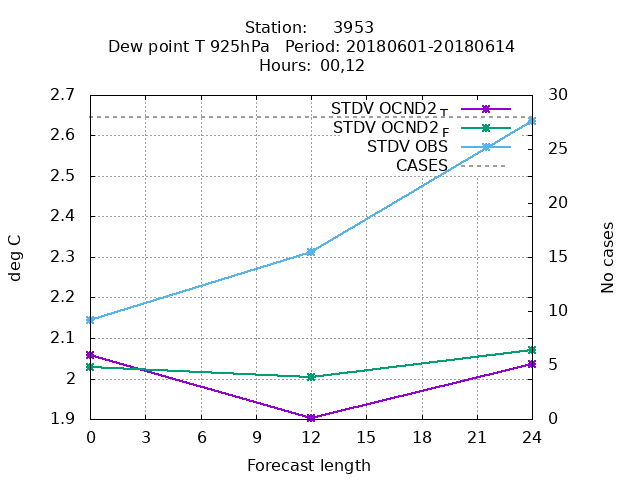 Station:     3953
Dew point T 925hPa   Period: 20180601-20180614
Hours:  00,12
2.7
2.6
2.5
2.4
2.3
2.2
2.1
2
1.9
30
25
20
15
10
5
0
STDV OCND2 T
STDV OCND2 F
STDV OBS
CASES
deg C
No cases
0 3 6 9 12 15 18 21 24
Forecast length